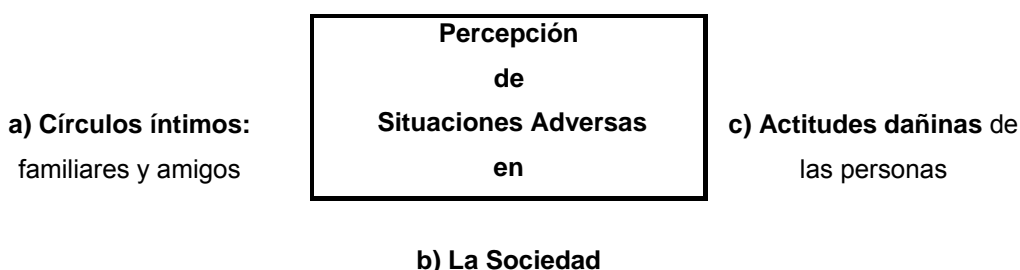 Percepción
de
Situaciones Adversas
en
a) Círculos íntimos:
familiares y amigos
c) Actitudes dañinas de
las personas
b) La Sociedad